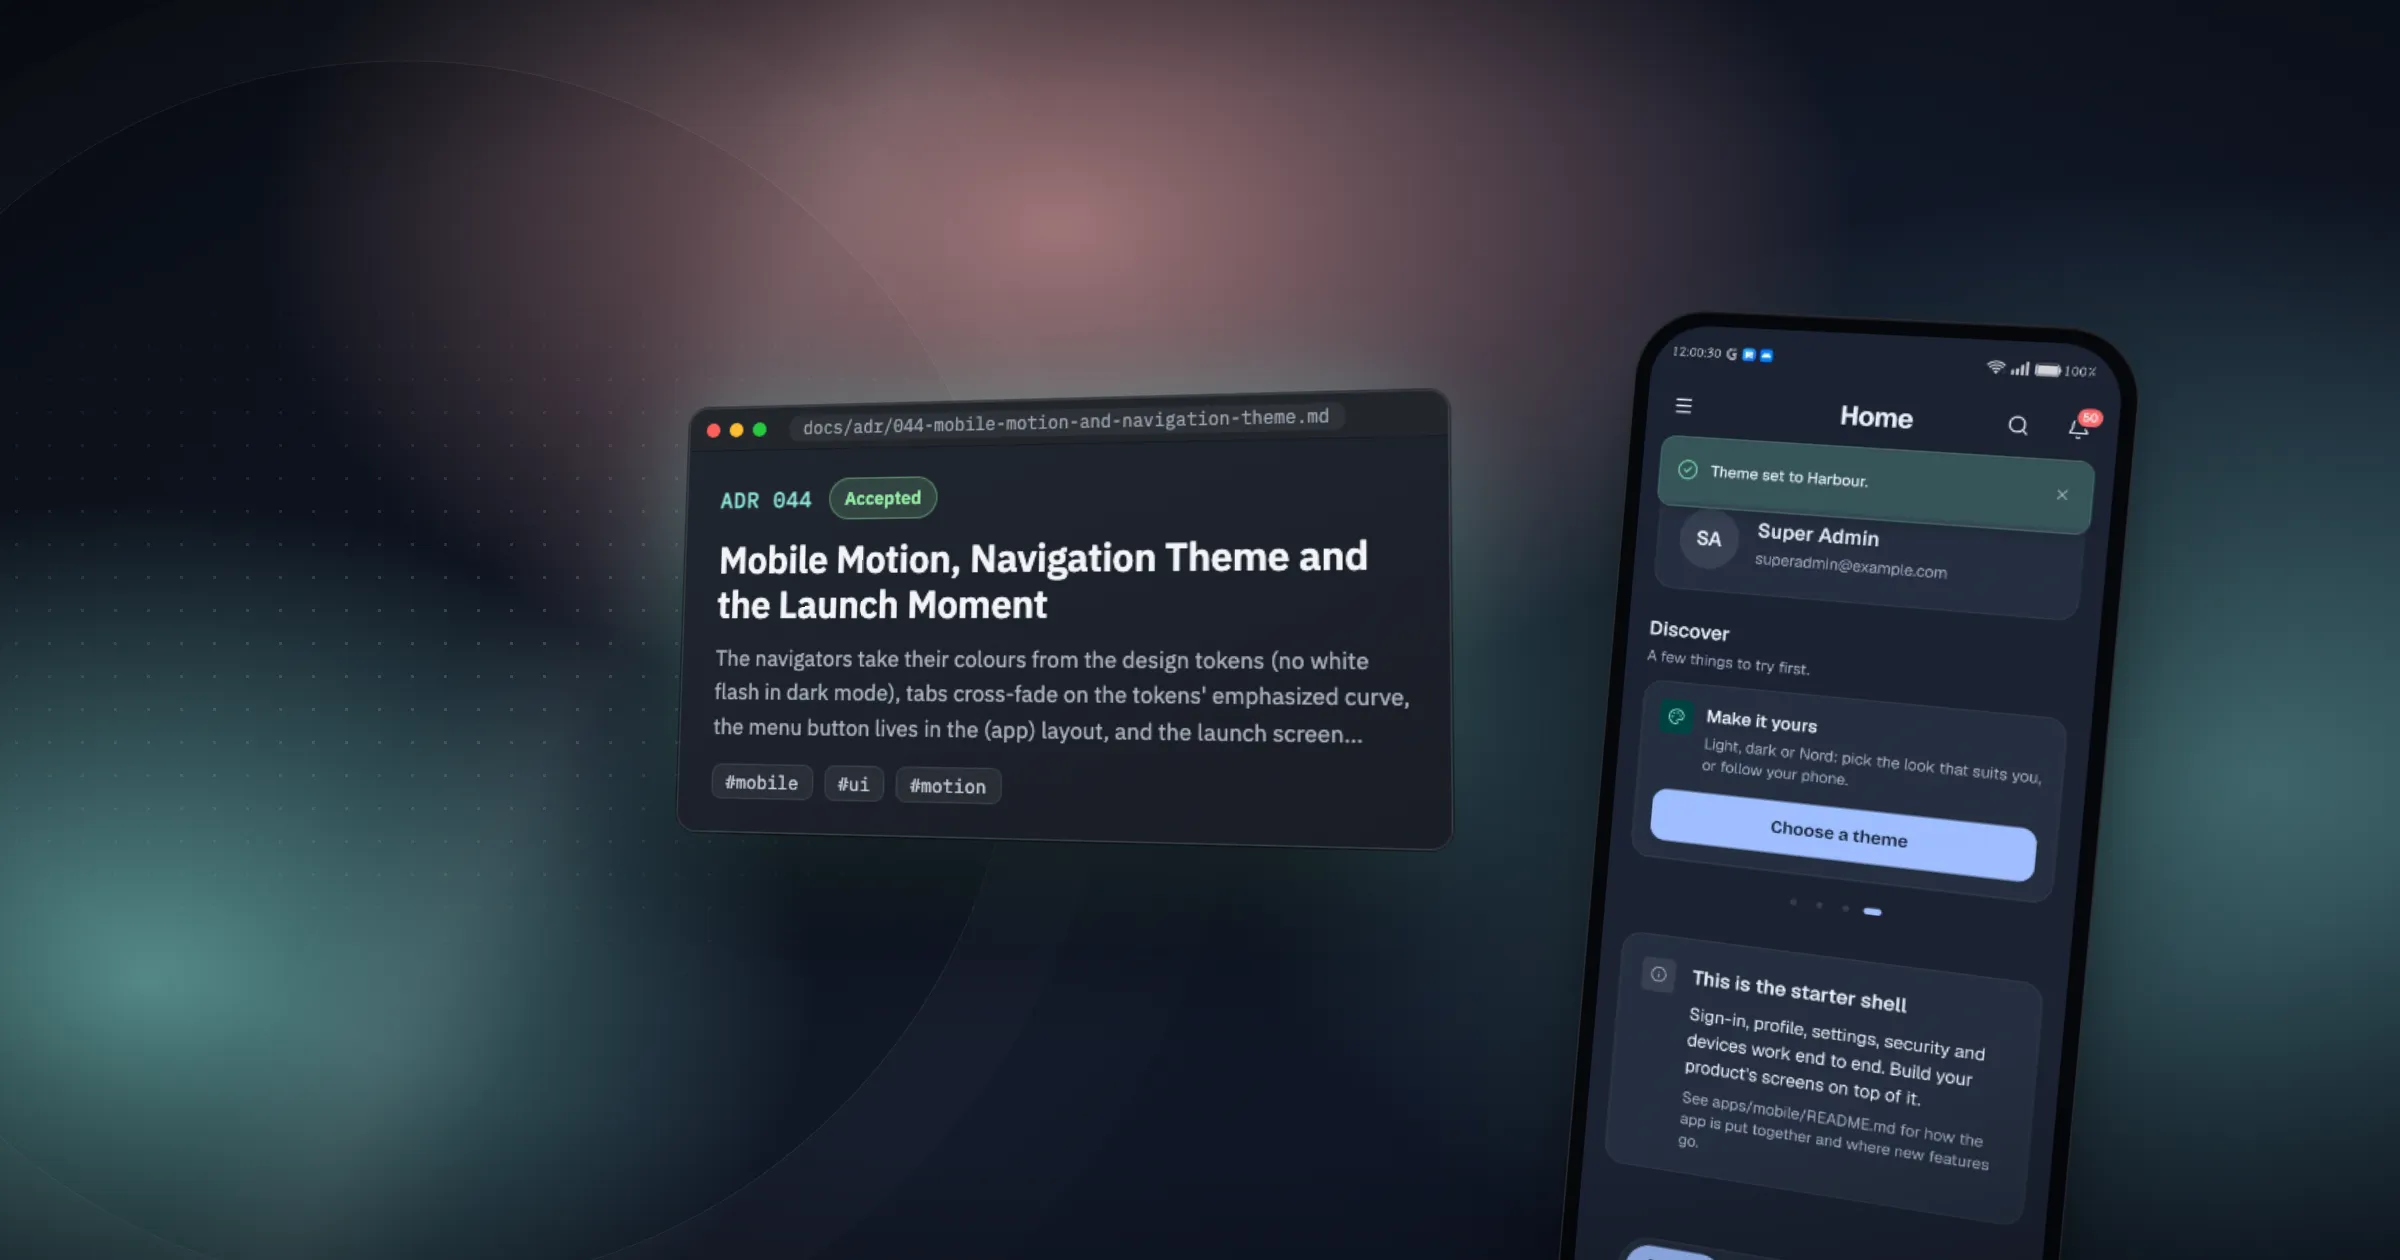 docs/adr/044-mobile-motion-and-navigation-theme.md
ADR 044 Accepted
Mobile Motion, Navigation Theme and
the Launch Moment
The navigators take their colours from the design tokens (no white
flash in dark mode), tabs cross-fade on the tokens' emphasized curve,
the menu button lives in the (app) layout, and the launch screen...
#mobile #ui #motion
12:00:30 G 100%
Home
50
Theme set to Harbour.
SA
Super Admin
superadmin@example.com
Discover
A few things to try first.
Make it yours
Light, dark or Nord: pick the look that suits you,
or follow your phone.
Choose a theme
This is the starter shell
Sign-in, profile, settings, security and
devices work end to end. Build your
product's screens on top of it.
See apps/mobile/README.md for how the
app is put together and where new features
go.